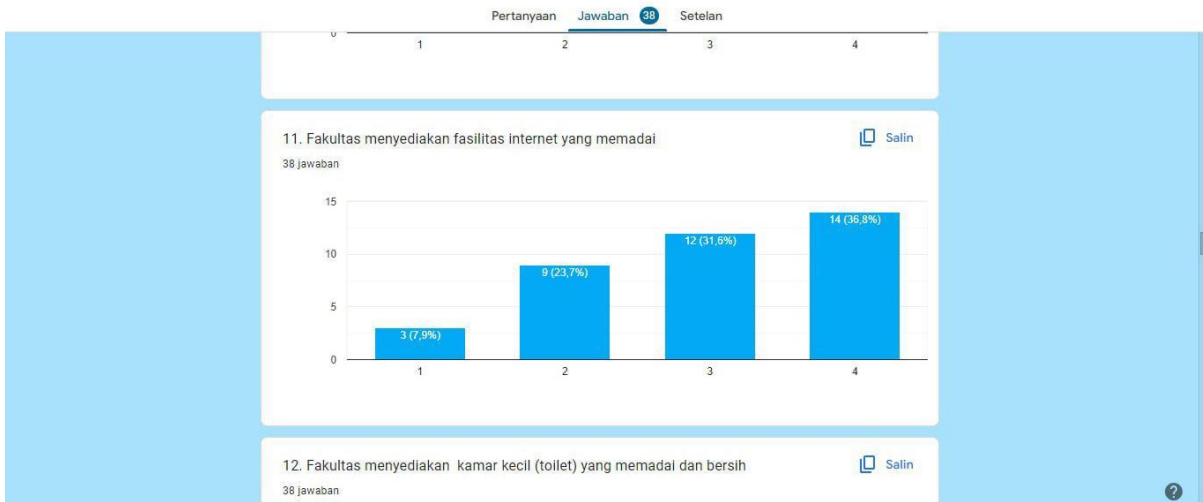 Pertanyaan Jawaban 38 Setelan
0
1 2 3 4
11. Fakultas menyediakan fasilitas internet yang memadai
Salin
38 jawaban
15
10
5
0
3 (7,9%)
9 (23,7%)
12 (31,6%)
14 (36,8%)
1 2 3 4
12. Fakultas menyediakan kamar kecil (toilet) yang memadai dan bersih
Salin
38 jawaban
?